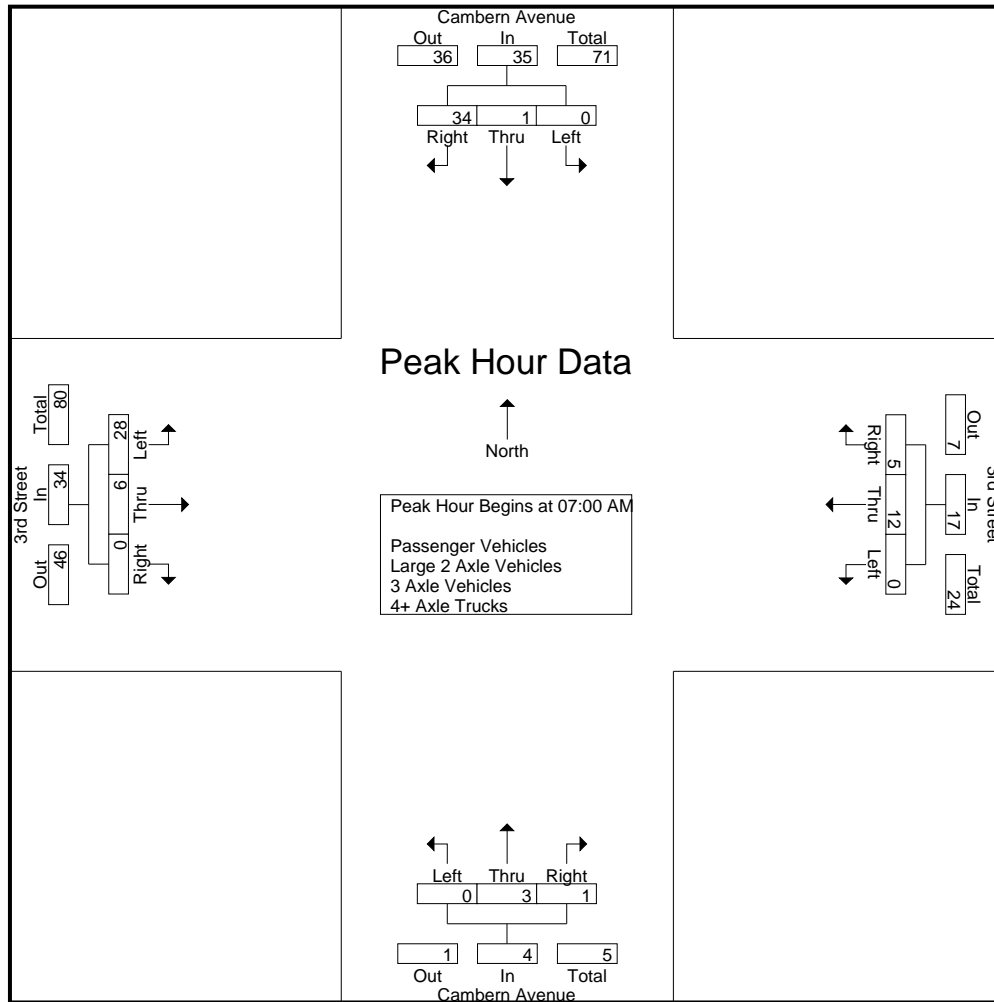 Cambern Avenue
Out In Total
36 35 71
34 1 0
Right Thru Left
Peak Hour Data
North
Peak Hour Begins at 07:00 AM
Passenger Vehicles
Large 2 Axle Vehicles
3 Axle Vehicles
4+ Axle Trucks
3rd Street
Out In Total
46 34 80
28 6 0
Left Thru Right
3rd Street
Out In Total
7 17 24
5 12 0
Right Thru Left
Left Thru Right
0 3 1
1 4 5
Out In Total
Cambern Avenue